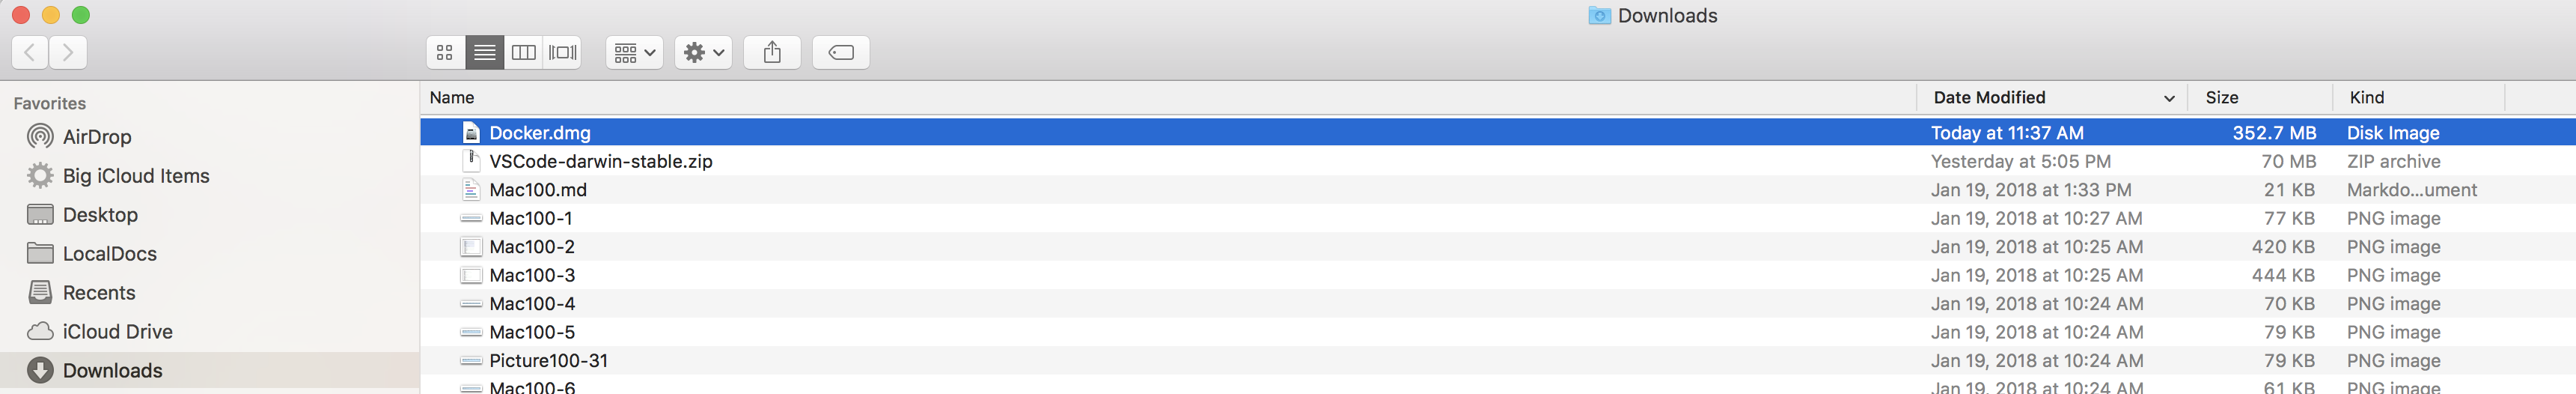 Downloads
Favorites
AirDrop
Big iCloud Items
Desktop
LocalDocs
Recents
iCloud Drive
Downloads
Name Date Modified Size Kind
Docker.dmg Today at 11:37 AM 352.7 MB Disk Image
VSCode-darwin-stable.zip Yesterday at 5:05 PM 70 MB ZIP archive
Mac100.md Jan 19, 2018 at 1:33 PM 21 KB Markdo...ument
Mac100-1 Jan 19, 2018 at 10:27 AM 77 KB PNG image
Mac100-2 Jan 19, 2018 at 10:25 AM 420 KB PNG image
Mac100-3 Jan 19, 2018 at 10:25 AM 444 KB PNG image
Mac100-4 Jan 19, 2018 at 10:24 AM 70 KB PNG image
Mac100-5 Jan 19, 2018 at 10:24 AM 79 KB PNG image
Picture100-31 Jan 19, 2018 at 10:24 AM 79 KB PNG image
Mac100-6 Jan 19, 2018 at 10:24 AM 61 KB PNG image